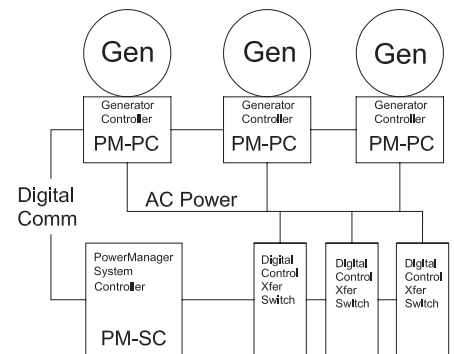 Gen
Gen
Gen
Generator
Controller
PM-PC
Generator
Controller
PM-PC
Generator
Controller
PM-PC
Digital
Comm
AC Power
PowerManager
System
Controller
PM-SC
Digital
Control
Xfer
Switch
Digital
Control
Xfer
Switch
Digital
Control
Xfer
Switch